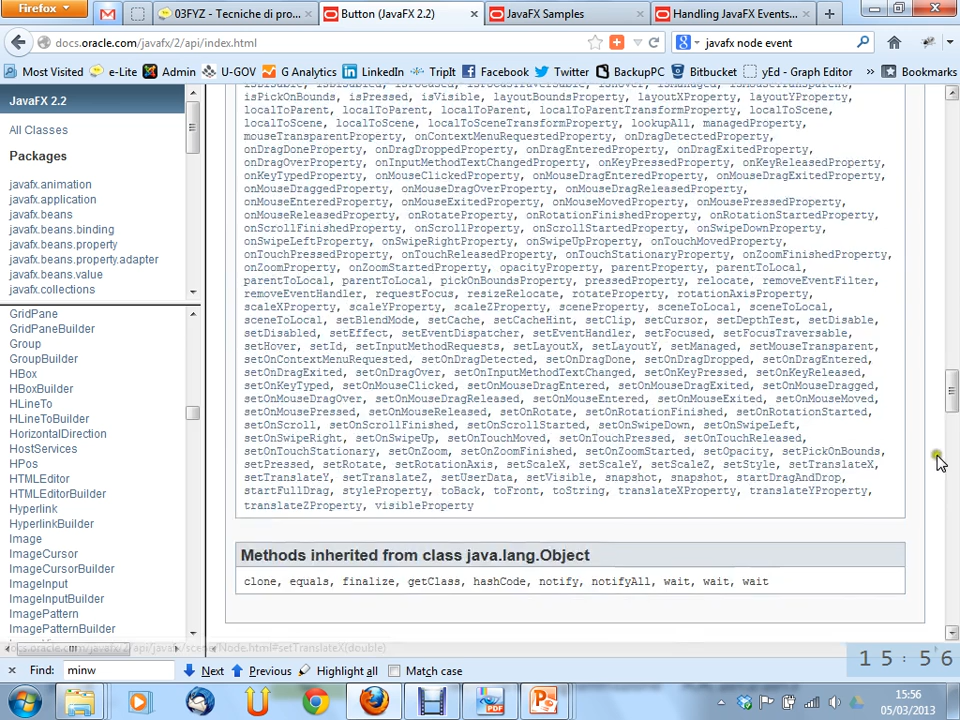 Firefox
03FYZ - Tecniche di pro...
Button (JavaFX 2.2)
JavaFX Samples
Handling JavaFX Events...
docs.oracle.com/javafx/2/api/index.html
javafx node event
Most Visited
e-Lite
Admin
U-GOV
G Analytics
LinkedIn
TripIt
Facebook
Twitter
BackupPC
Bitbucket
yEd - Graph Editor
»
Bookmarks
JavaFX 2.2
All Classes
Packages
javafx.animation
javafx.application
javafx.beans
javafx.beans.binding
javafx.beans.property
javafx.beans.property.adapter
javafx.beans.value
javafx.collections
GridPane
GridPaneBuilder
Group
GroupBuilder
HBox
HBoxBuilder
HLineTo
HLineToBuilder
HorizontalDirection
HostServices
HPos
HTMLEditor
HTMLEditorBuilder
Hyperlink
HyperlinkBuilder
Image
ImageCursor
ImageCursorBuilder
ImageInput
ImageInputBuilder
ImagePattern
ImagePatternBuilder
isPickOnBounds, isPressed, isVisible, layoutBoundsProperty, layoutXProperty, layoutYProperty,
localToParent, localToParent, localToParent, localToParentTransformProperty, localToScene,
localToScene, localToScene, localToSceneTransformProperty, lookupAll, managedProperty,
mouseTransparentProperty, onContextMenuRequestedProperty, onDragDetectedProperty,
onDragDoneProperty, onDragDroppedProperty, onDragEnteredProperty, onDragExitedProperty,
onDragOverProperty, onInputMethodTextChangedProperty, onKeyPressedProperty, onKeyReleasedProperty,
onKeyTypedProperty, onMouseClickedProperty, onMouseDragEnteredProperty, onMouseDragExitedProperty,
onMouseDraggedProperty, onMouseDragOverProperty, onMouseDragReleasedProperty,
onMouseEnteredProperty, onMouseExitedProperty, onMouseMovedProperty, onMousePressedProperty,
onMouseReleasedProperty, onRotateProperty, onRotationFinishedProperty, onRotationStartedProperty,
onScrollFinishedProperty, onScrollProperty, onScrollStartedProperty, onSwipeDownProperty,
onSwipeLeftProperty, onSwipeRightProperty, onSwipeUpProperty, onTouchMovedProperty,
onTouchPressedProperty, onTouchReleasedProperty, onTouchStationaryProperty, onZoomFinishedProperty,
onZoomProperty, onZoomStartedProperty, opacityProperty, parentProperty, parentToLocal,
parentToLocal, parentToLocal, pickOnBoundsProperty, pressedProperty, relocate, removeEventFilter,
removeEventHandler, requestFocus, resizeRelocate, rotateProperty, rotationAxisProperty,
scaleXProperty, scaleYProperty, scaleZProperty, sceneProperty, sceneToLocal, sceneToLocal,
sceneToLocal, setBlendMode, setCache, setCacheHint, setClip, setCursor, setDepthTest, setDisable,
setDisabled, setEffect, setEventDispatcher, setEventHandler, setFocused, setFocusTraversable,
setHover, setId, setInputMethodRequests, setLayoutX, setLayoutY, setManaged, setMouseTransparent,
setOnContextMenuRequested, setOnDragDetected, setOnDragDone, setOnDragDropped, setOnDragEntered,
setOnDragExited, setOnDragOver, setOnInputMethodTextChanged, setOnKeyPressed, setOnKeyReleased,
setOnKeyTyped, setOnMouseClicked, setOnMouseDragEntered, setOnMouseDragExited, setOnMouseDragged,
setOnMouseDragOver, setOnMouseDragReleased, setOnMouseEntered, setOnMouseExited, setOnMouseMoved,
setOnMousePressed, setOnMouseReleased, setOnRotate, setOnRotationFinished, setOnRotationStarted,
setOnScroll, setOnScrollFinished, setOnScrollStarted, setOnSwipeDown, setOnSwipeLeft,
setOnSwipeRight, setOnSwipeUp, setOnTouchMoved, setOnTouchPressed, setOnTouchReleased,
setOnTouchStationary, setOnZoom, setOnZoomFinished, setOnZoomStarted, setOpacity, setPickOnBounds,
setPressed, setRotate, setRotationAxis, setScaleX, setScaleY, setScaleZ, setStyle, setTranslateX,
setTranslateY, setTranslateZ, setUserData, setVisible, snapshot, snapshot, startDragAndDrop,
startFullDrag, styleProperty, toBack, toFront, toString, translateXProperty, translateYProperty,
translateZProperty, visibleProperty
Methods inherited from class java.lang.Object
clone, equals, finalize, getClass, hashCode, notify, notifyAll, wait, wait, wait
docs.oracle.com/javafx/2/api/javafx/scene/Node.html#setTranslateX(double)
15:56
Find:
minw
Next
Previous
Highlight all
Match case
15:56
05/03/2013